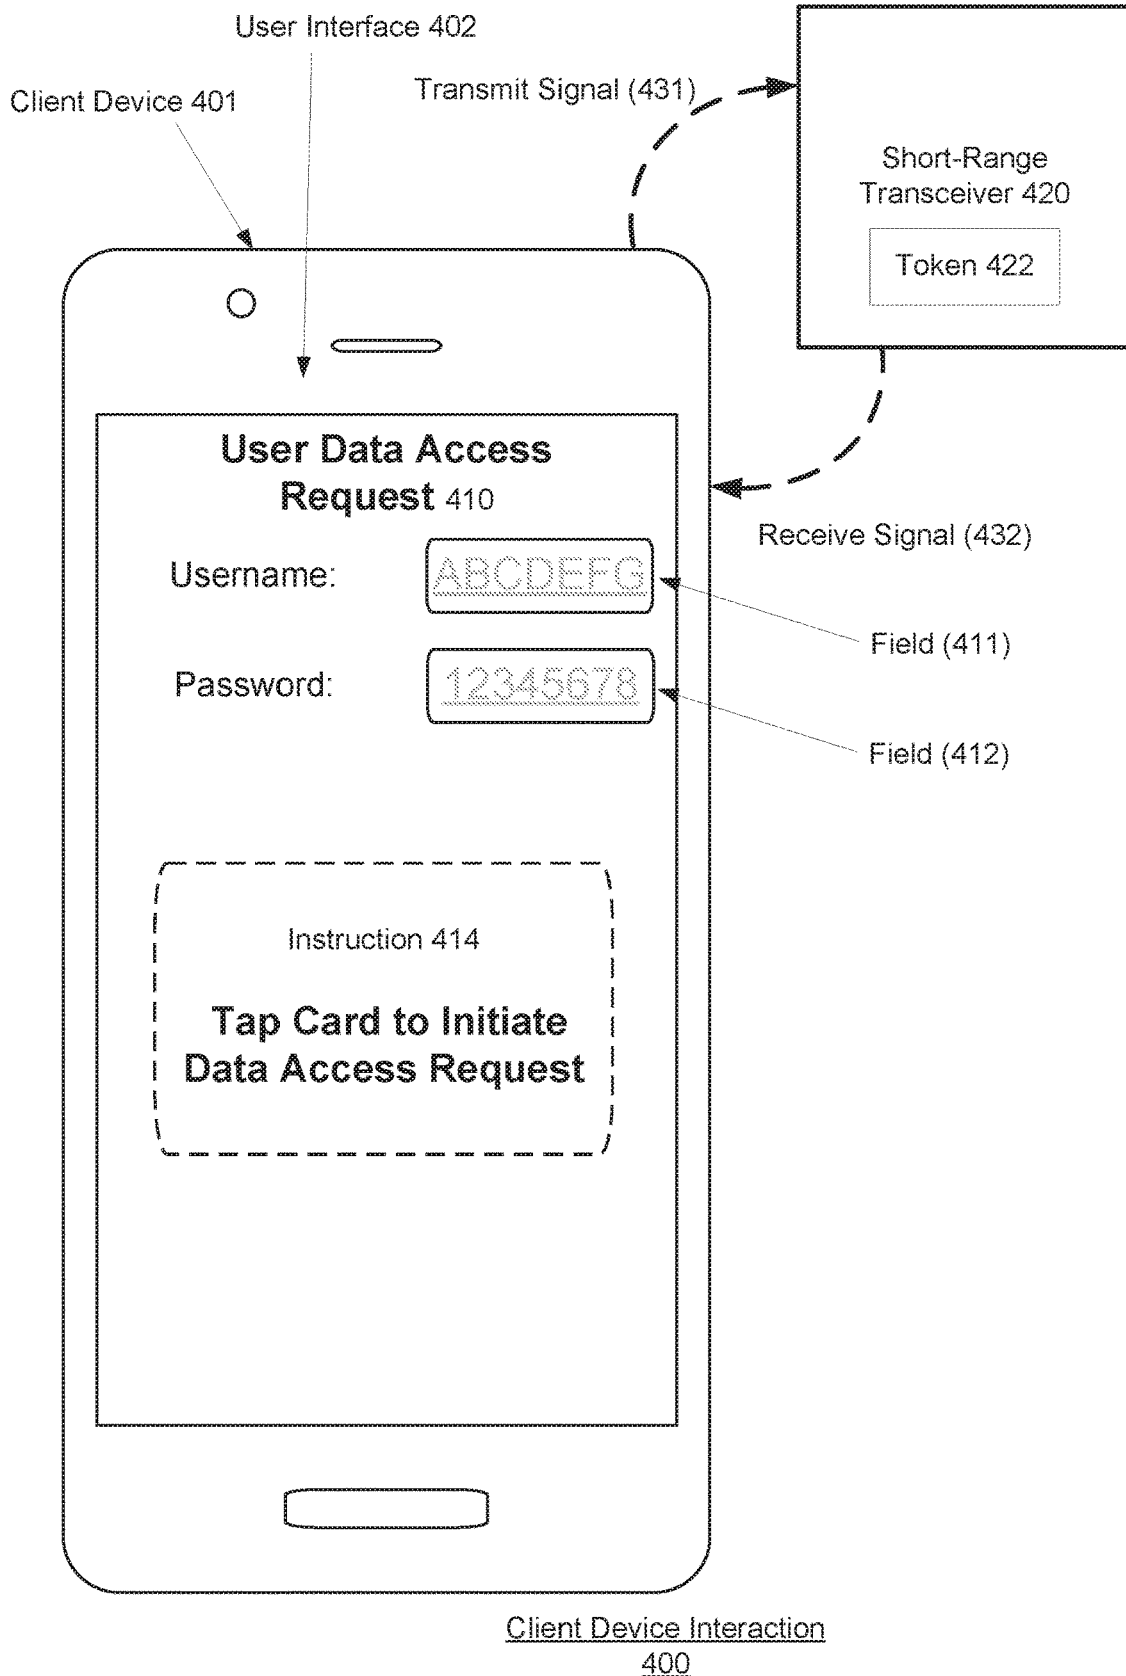 User Interface 402
Client Device 401
Transmit Signal (431)
Short-Range
Transceiver 420
Token 422
User Data Access
Request 410
Receive Signal (432)
Username:
ABCDEFG
Field (411)
Password:
12345678
Field (412)
Instruction 414
Tap Card to Initiate
Data Access Request
Client Device Interaction
400